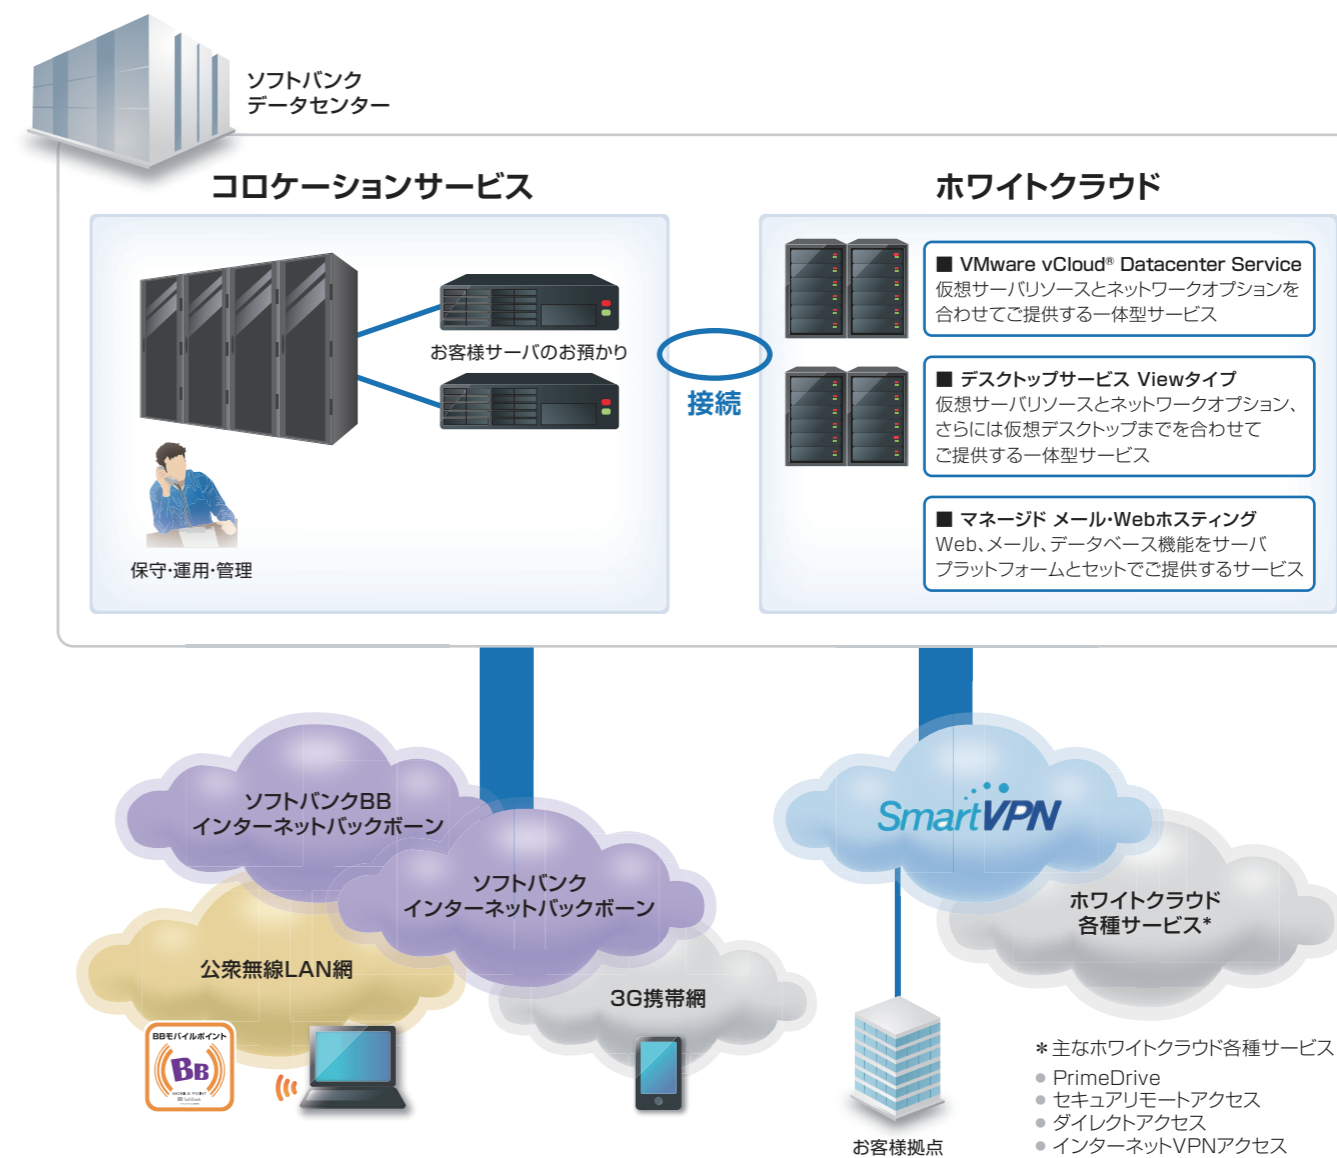 ソフトバンク
データセンター
コロケーションサービス
お客様サーバのお預かり
保守・運用・管理
接続
ホワイトクラウド
■ VMware vCloud® Datacenter Service
仮想サーバリソースとネットワークオプションを
合わせてご提供する一体型サービス
■ デスクトップサービス Viewタイプ
仮想サーバリソースとネットワークオプション、
さらには仮想デスクトップまでを合わせて
ご提供する一体型サービス
■ マネージド メール・Webホスティング
Web、メール、データベース機能をサーバ
プラットフォームとセットでご提供するサービス
ソフトバンクBB
インターネットバックボーン
ソフトバンク
インターネットバックボーン
公衆無線LAN網
3G携帯網
BBモバイルポイント
BB
MOBILE POINT
SmartVPN
ホワイトクラウド
各種サービス*
お客様拠点
＊主なホワイトクラウド各種サービス
● PrimeDrive
● セキュアリモートアクセス
● ダイレクトアクセス
● インターネットVPNアクセス